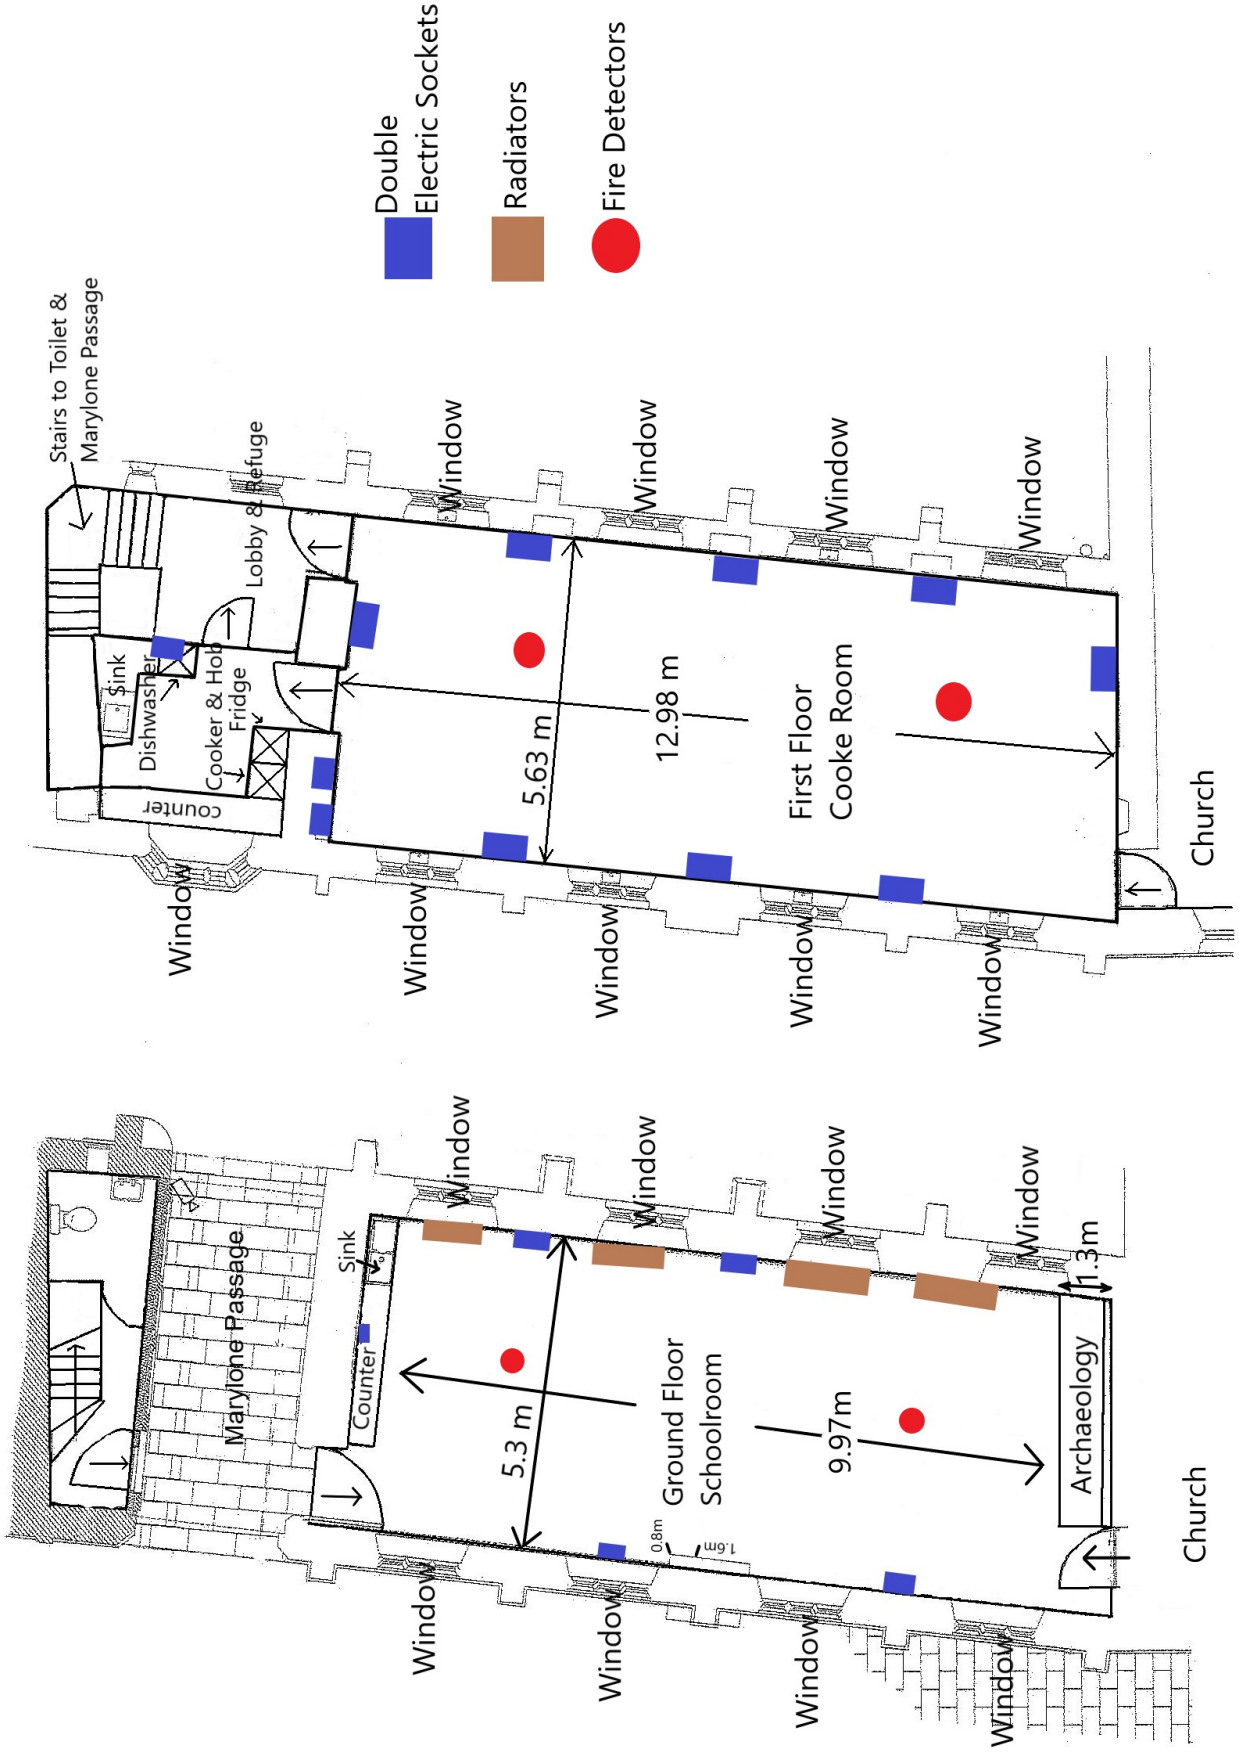 Stairs to Toilet &
Marylone Passage
Double
Electric Sockets
Radiators
Fire Detectors
Lobby & Refuge
Sink
Dishwasher
Cooker & Hob
Fridge
counter
Window
Window
Window
Window
Window
Window
Window
Window
Window
5.63 m
12.98 m
First Floor
Cooke Room
Church
Marylone Passage
Sink
Counter
Window
Window
Window
Window
Window
Window
Window
Window
5.3 m
Ground Floor
Schoolroom
9.97m
0.8m
1.6m
1.3m
Archaeology
Church